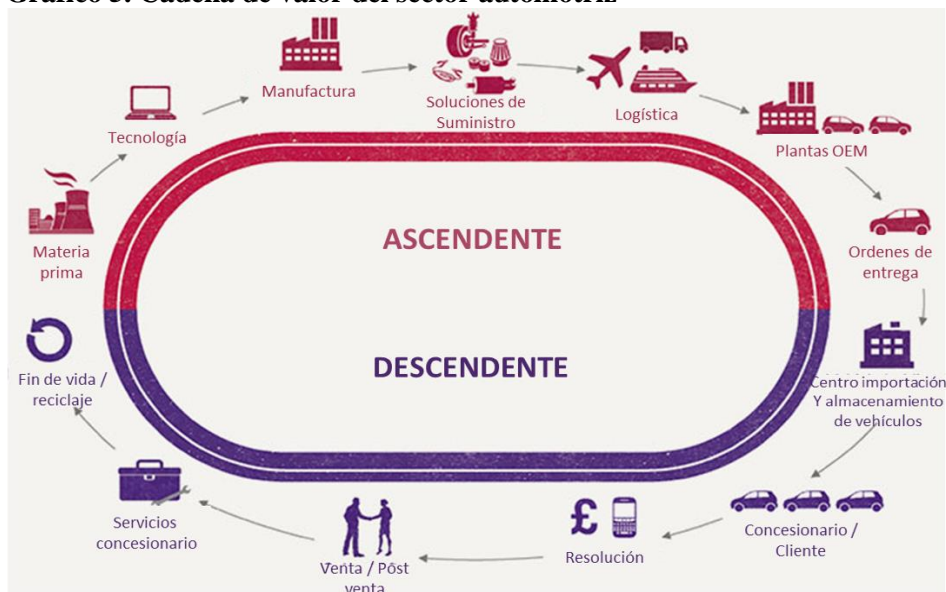 Gráfico 3. Cadena de valor del sector automotriz
Manufactura
Soluciones de
Suministro
Logística
Tecnología
Plantas OEM
Materia
prima
ASCENDENTE
Ordenes de
entrega
DESCENDENTE
Fin de vida /
reciclaje
Centro importación
Y almacenamiento
de vehículos
Servicios
concesionario
£
Resolución
Concesionario /
Cliente
Venta / Póst
venta